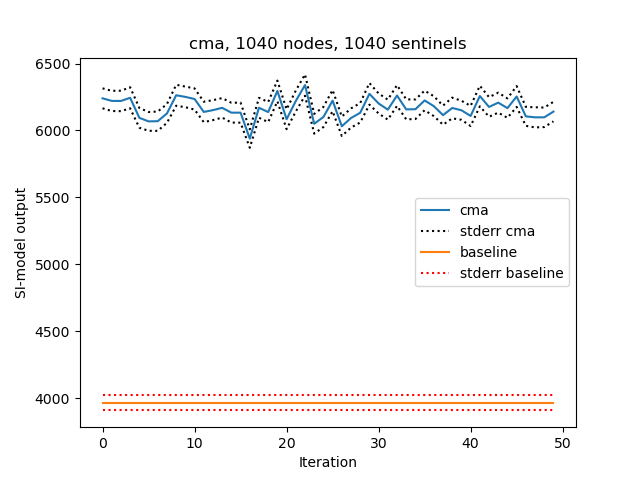 cma, 1040 nodes, 1040 sentinels
6500
6000
5500
5000
4500
4000
SI-model output
cma
stderr cma
baseline
stderr baseline
0 10 20 30 40 50
Iteration